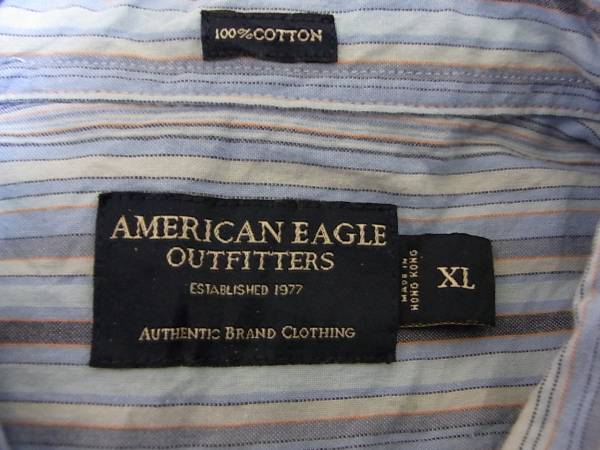 100% COTTON
AMERICAN EAGLE
OUTFITTERS
ESTABLISHED 1977
AUTHENTIC BRAND CLOTHING
MADE IN
HONG KONG
XL